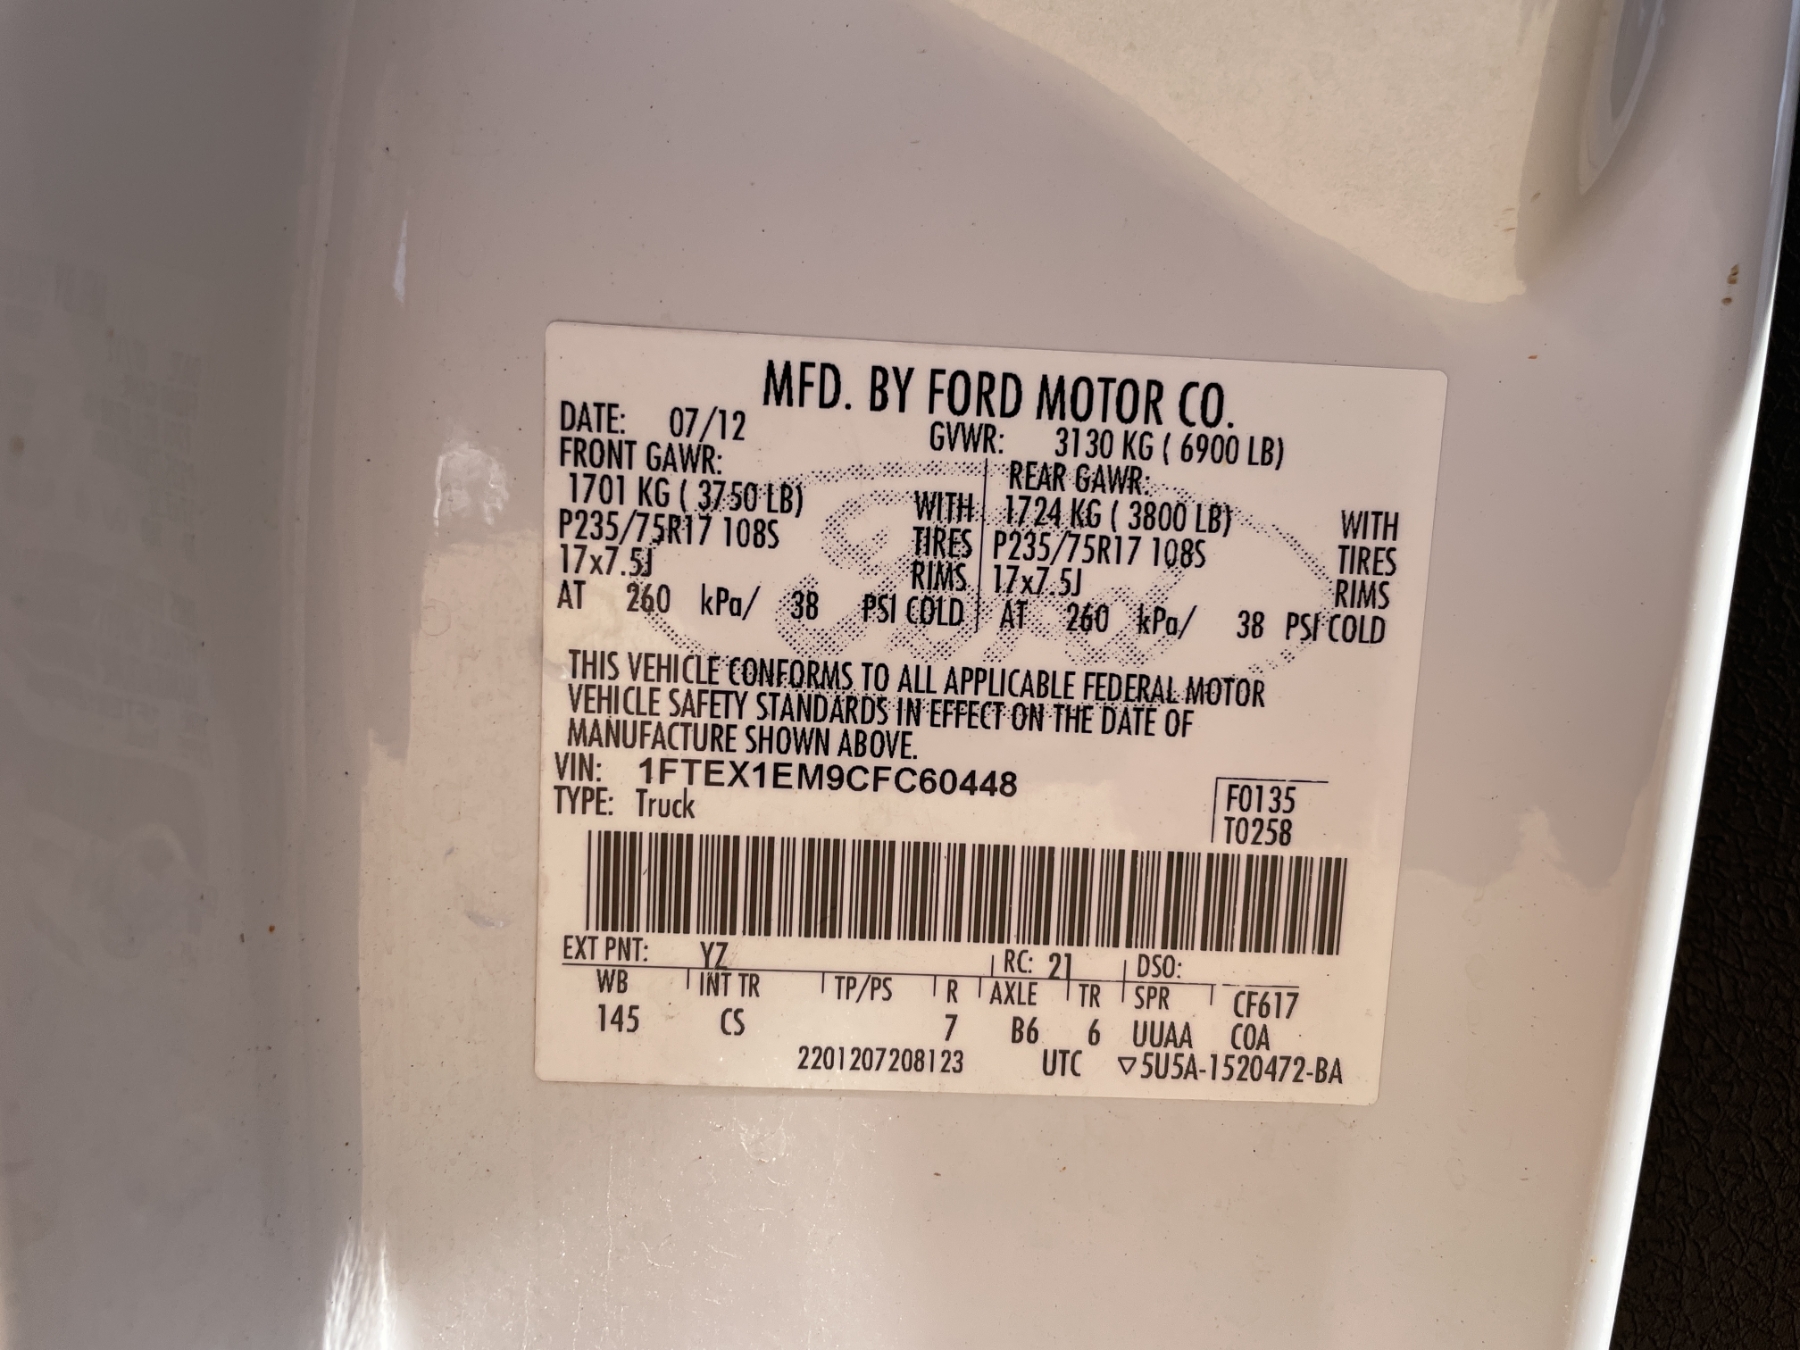 MFD. BY FORD MOTOR CO.
DATE: 07/12 GVWR: 3130 KG ( 6900 LB)
FRONT GAWR: REAR GAWR:
1701 KG ( 3750 LB) WITH 1724 KG ( 3800 LB) WITH
P235/75R17 108S TIRES P235/75R17 108S TIRES
17x7.5J RIMS 17x7.5J RIMS
AT 260 kPa/ 38 PSI COLD AT 260 kPa/ 38 PSI COLD
Ford
THIS VEHICLE CONFORMS TO ALL APPLICABLE FEDERAL MOTOR
VEHICLE SAFETY STANDARDS IN EFFECT ON THE DATE OF
MANUFACTURE SHOWN ABOVE.
VIN: 1FTEX1EM9CFC60448
TYPE: Truck
F0135
T0258
EXT PNT: YZ RC: 21 DSO:
WB INT TR TP/PS R AXLE TR SPR CF617
145 CS 7 B6 6 UUAA COA
2201207208123 UTC ▽5U5A-1520472-BA